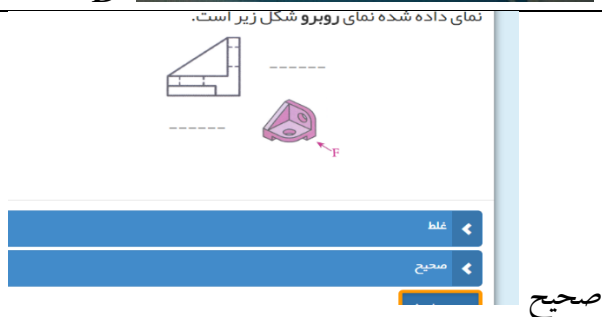 نمای داده شده نمای روبرو شکل زیر است.
F
غلط
صحیح
صحیح